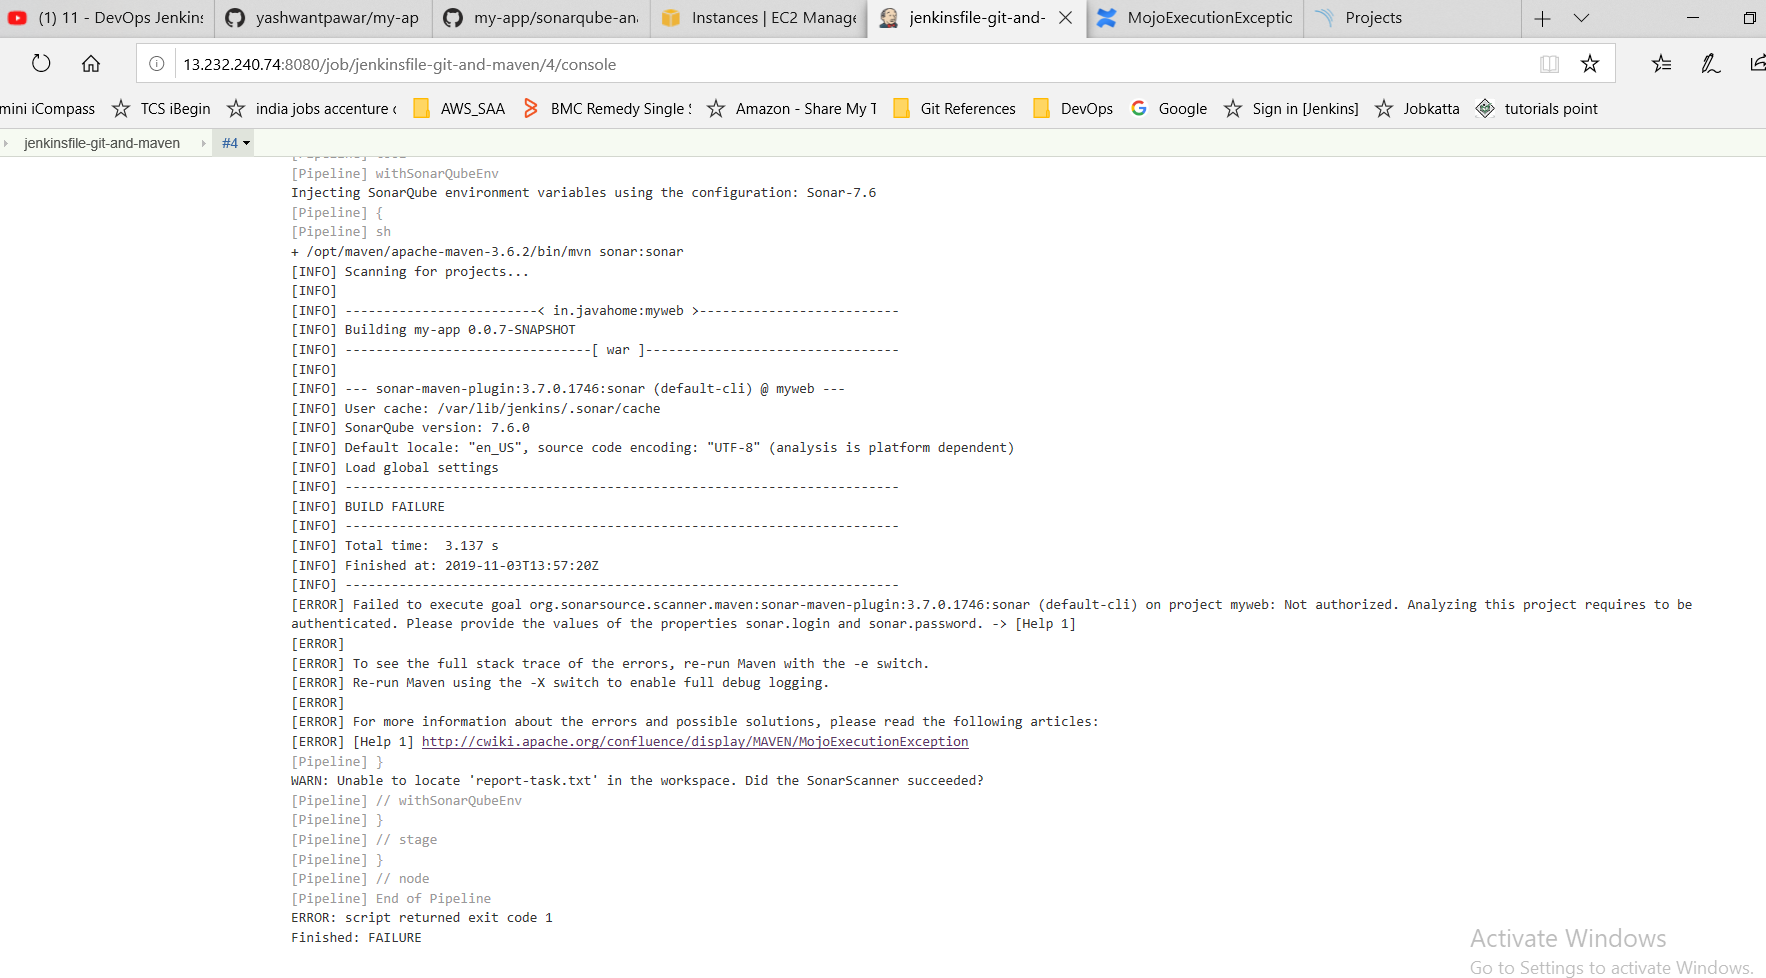 (1) 11 - DevOps Jenkins
yashwantpawar/my-ap
my-app/sonarqube-an
Instances | EC2 Manage
jenkinsfile-git-and-
MojoExecutionExceptic
Projects
13.232.240.74:8080/job/jenkinsfile-git-and-maven/4/console
mini iCompass
TCS iBegin
india jobs accenture
AWS_SAA
BMC Remedy Single
Amazon - Share My T
Git References
DevOps
Google
Sign in [Jenkins]
Jobkatta
tutorials point
jenkinsfile-git-and-maven
#4
[Pipeline] withSonarQubeEnv
Injecting SonarQube environment variables using the configuration: Sonar-7.6
[Pipeline] {
[Pipeline] sh
+ /opt/maven/apache-maven-3.6.2/bin/mvn sonar:sonar
[INFO] Scanning for projects...
[INFO]
[INFO] -------------------------< in.javahome:myweb >--------------------------
[INFO] Building my-app 0.0.7-SNAPSHOT
[INFO] --------------------------------[ war ]---------------------------------
[INFO]
[INFO] --- sonar-maven-plugin:3.7.0.1746:sonar (default-cli) @ myweb ---
[INFO] User cache: /var/lib/jenkins/.sonar/cache
[INFO] SonarQube version: 7.6.0
[INFO] Default locale: "en_US", source code encoding: "UTF-8" (analysis is platform dependent)
[INFO] Load global settings
[INFO] ------------------------------------------------------------------------
[INFO] BUILD FAILURE
[INFO] ------------------------------------------------------------------------
[INFO] Total time:  3.137 s
[INFO] Finished at: 2019-11-03T13:57:20Z
[INFO] ------------------------------------------------------------------------
[ERROR] Failed to execute goal org.sonarsource.scanner.maven:sonar-maven-plugin:3.7.0.1746:sonar (default-cli) on project myweb: Not authorized. Analyzing this project requires to be
authenticated. Please provide the values of the properties sonar.login and sonar.password. -> [Help 1]
[ERROR]
[ERROR] To see the full stack trace of the errors, re-run Maven with the -e switch.
[ERROR] Re-run Maven using the -X switch to enable full debug logging.
[ERROR]
[ERROR] For more information about the errors and possible solutions, please read the following articles:
[ERROR] [Help 1] http://cwiki.apache.org/confluence/display/MAVEN/MojoExecutionException
[Pipeline] }
WARN: Unable to locate 'report-task.txt' in the workspace. Did the SonarScanner succeeded?
[Pipeline] // withSonarQubeEnv
[Pipeline] }
[Pipeline] // stage
[Pipeline] }
[Pipeline] // node
[Pipeline] End of Pipeline
ERROR: script returned exit code 1
Finished: FAILURE
Activate Windows
Go to Settings to activate Windows.